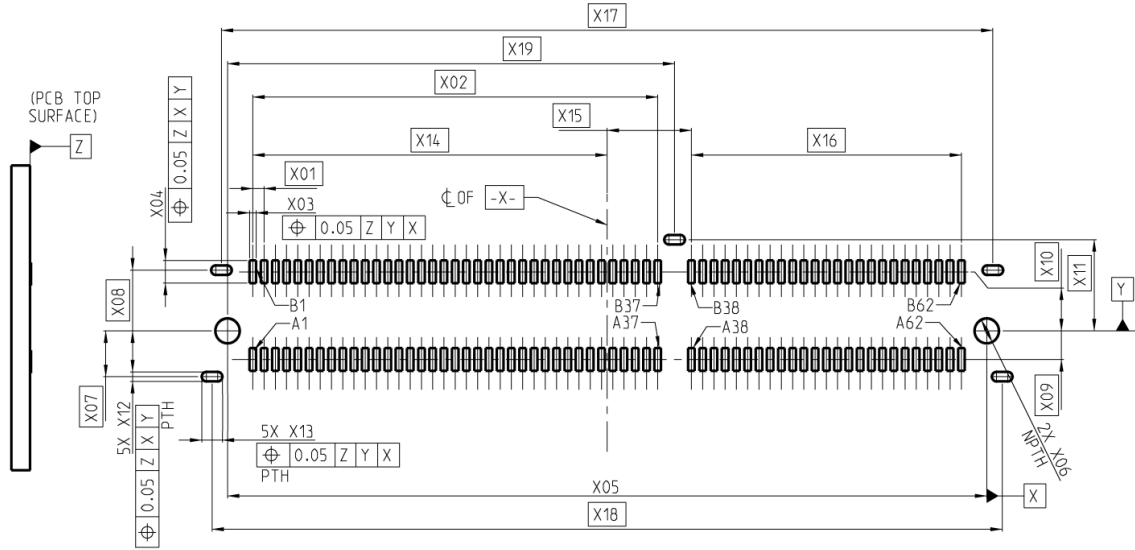 X17
X19
X02
(PCB TOP
SURFACE)
X15
Z
X14
X16
0.05 Z X Y
X04
X01
X03
℄ OF -X-
⌖ 0.05 Z Y X
X10
X11
X08
B1
B37
B38
B62
Y
A1
A37
A38
A62
X07
5X X12
PTH
⌖ 0.05 Z X Y
5X X13
⌖ 0.05 Z Y X
PTH
X09
2X X06
NPTH
X05
X
X18